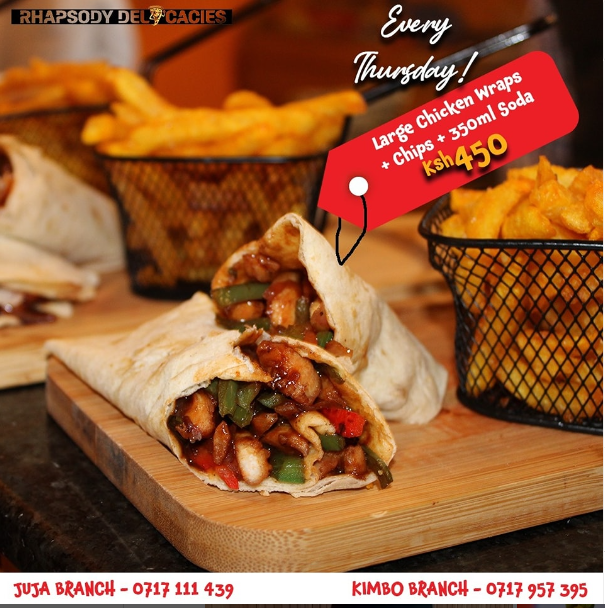 RHAPSODY DELICACIES
Every
Thursday!
Large Chicken Wraps
+ Chips + 350ml Soda
Ksh450
JUJA BRANCH - 0717 111 439
KIMBO BRANCH - 0717 957 395